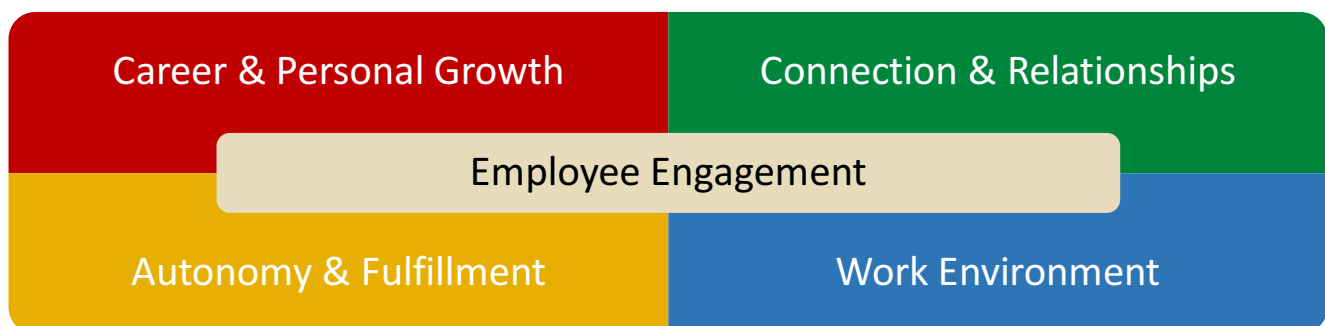 Career & Personal Growth
Connection & Relationships
Employee Engagement
Autonomy & Fulfillment
Work Environment